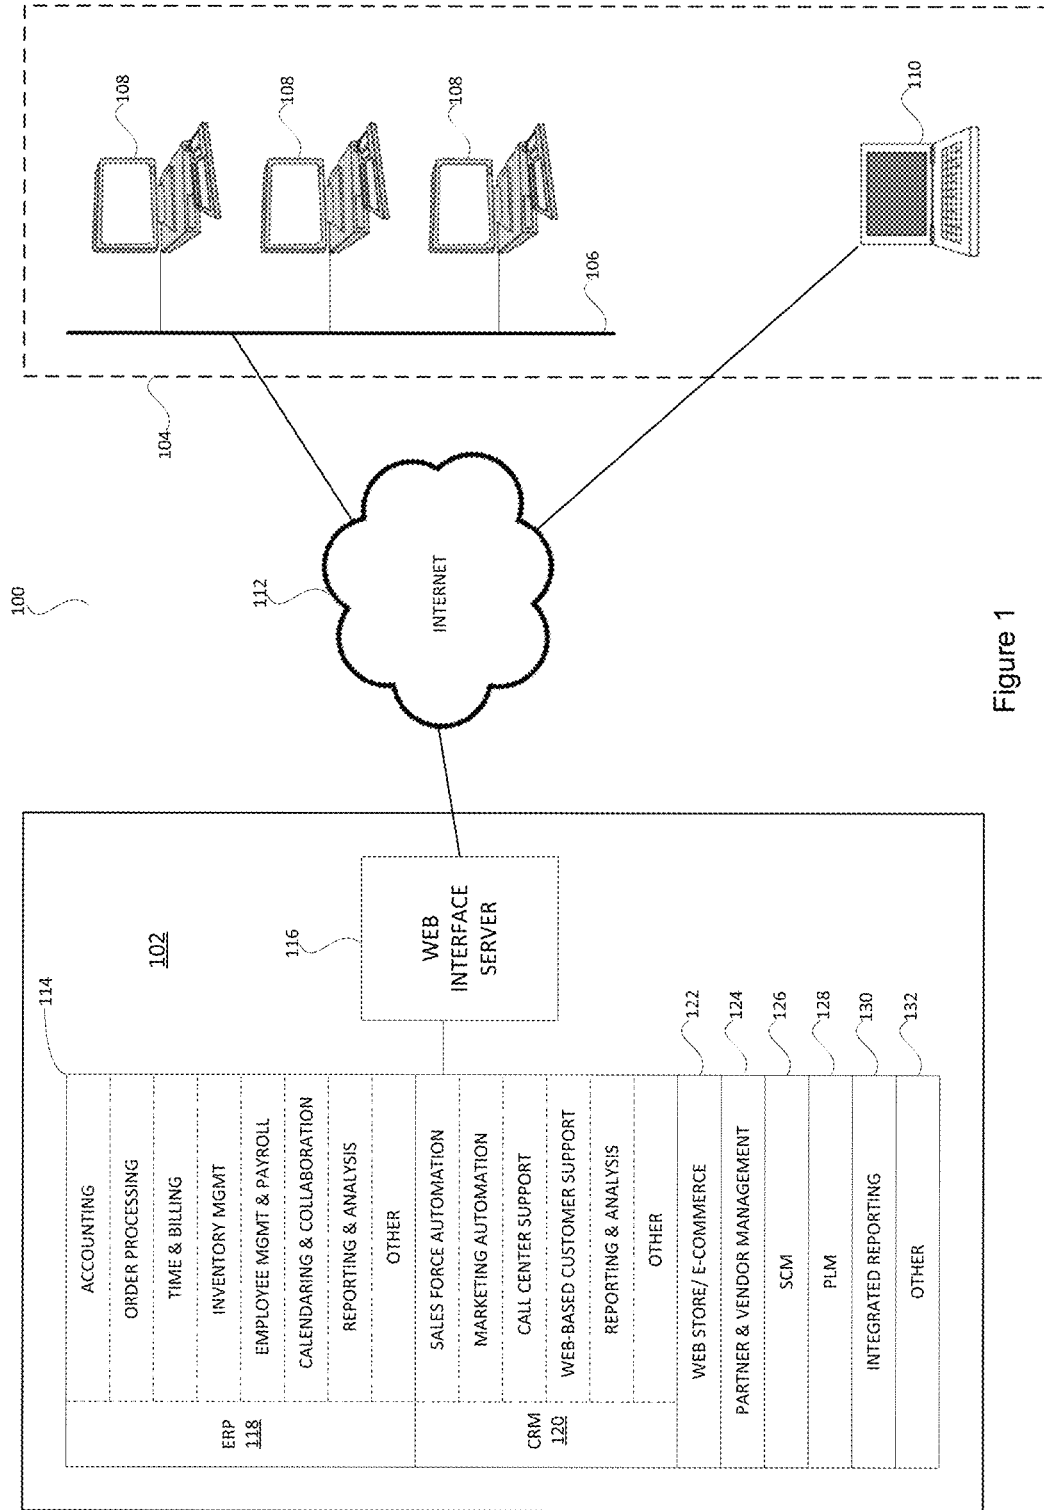 100
102
114
ERP
118
ACCOUNTING
ORDER PROCESSING
TIME & BILLING
INVENTORY MGMT
EMPLOYEE MGMT & PAYROLL
CALENDARING & COLLABORATION
REPORTING & ANALYSIS
OTHER
CRM
120
SALES FORCE AUTOMATION
MARKETING AUTOMATION
CALL CENTER SUPPORT
WEB-BASED CUSTOMER SUPPORT
REPORTING & ANALYSIS
OTHER
WEB STORE/ E-COMMERCE
122
PARTNER & VENDOR MANAGEMENT
124
SCM
126
PLM
128
INTEGRATED REPORTING
130
OTHER
132
116
WEB
INTERFACE
SERVER
112
INTERNET
104
106
108
108
108
110
Figure 1